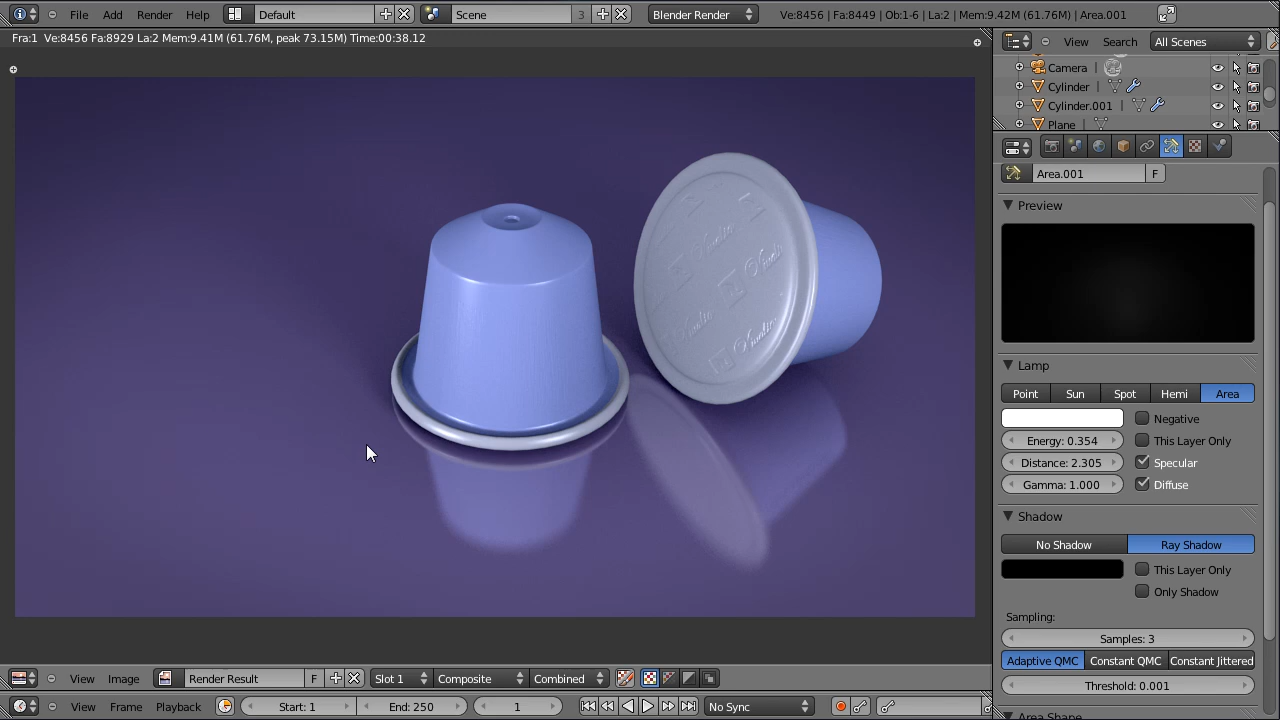 File Add Render Help Default Scene 3 Blender Render Ve:8456 | Fa:8449 | Ob:1-6 | La:2 | Mem:9.42M (61.76M) | Area.001
Fra:1 Ve:8456 Fa:8929 La:2 Mem:9.41M (61.76M, peak 73.15M) Time:00:38.12
View Search All Scenes
Camera
Cylinder
Cylinder.001
Plane
Area.001 F
Preview
Lamp
Point Sun Spot Hemi Area
Negative
Energy: 0.354 This Layer Only
Distance: 2.305 Specular
Gamma: 1.000 Diffuse
Shadow
No Shadow Ray Shadow
This Layer Only
Only Shadow
Sampling:
Samples: 3
Adaptive QMC Constant QMC Constant Jittered
Threshold: 0.001
Area Shape
View Image Render Result F Slot 1 Composite Combined
View Frame Playback Start: 1 End: 250 1 No Sync